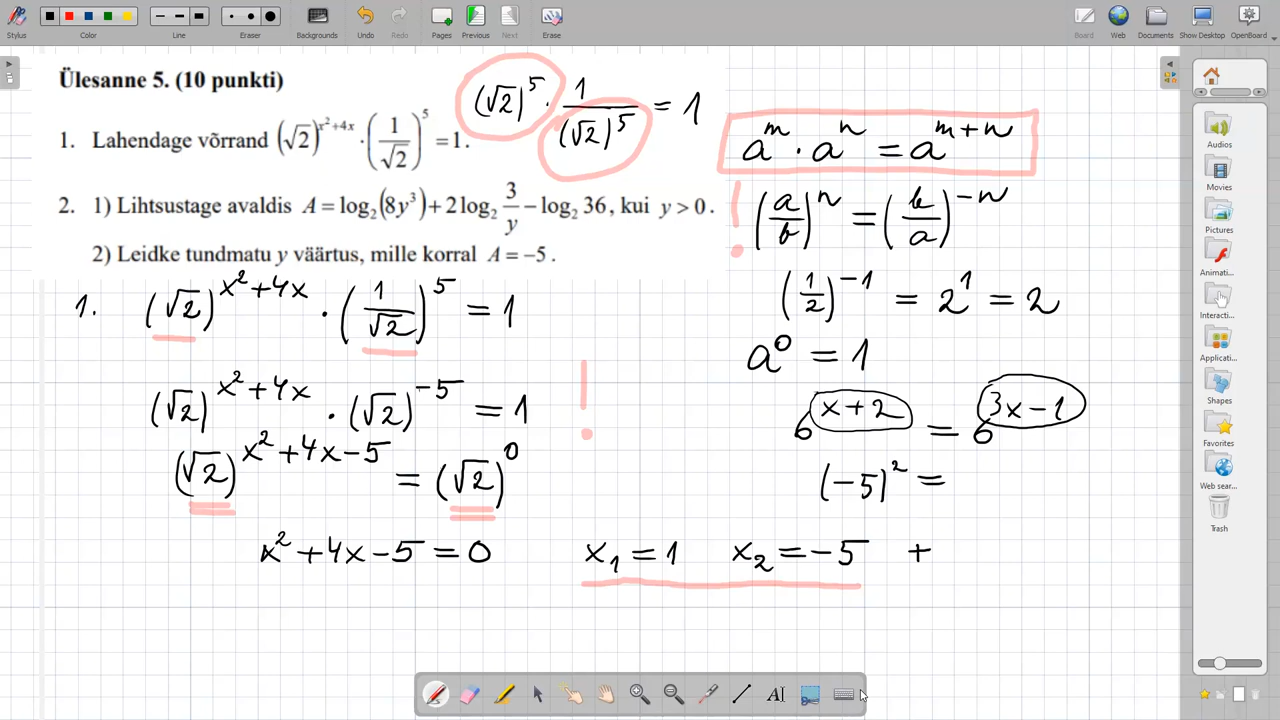 Stylus
Color
Line
Eraser
Backgrounds
Undo
Redo
Pages
Previous
Next
Erase
Board
Web
Documents
Show Desktop
OpenBoard
Ülesanne 5. (10 punkti)
(√2)^5 · 1/(√2)^5 = 1
1. Lahendage võrrand (√2)^(x²+4x) · (1/√2)^5 = 1.
2. 1) Lihtsustage avaldis A = log₂(8y³) + 2 log₂ 3/y − log₂ 36, kui y > 0.
2) Leidke tundmatu y väärtus, mille korral A = −5.
1. (√2)^(x²+4x) · (1/√2)^5 = 1
(√2)^(x²+4x) · (√2)^(−5) = 1
!
(√2)^(x²+4x−5) = (√2)^0
x² + 4x − 5 = 0
x₁ = 1 x₂ = −5 +
a^m · a^n = a^(m+n)
! (a/b)^n = (b/a)^(−n)
(1/2)^(−1) = 2^1 = 2
a^0 = 1
6^(x+2) = 6^(3x−1)
(−5)² =
Audios
Movies
Pictures
Animati...
Interacti...
Applicati...
Shapes
Favorites
Web sear...
Trash